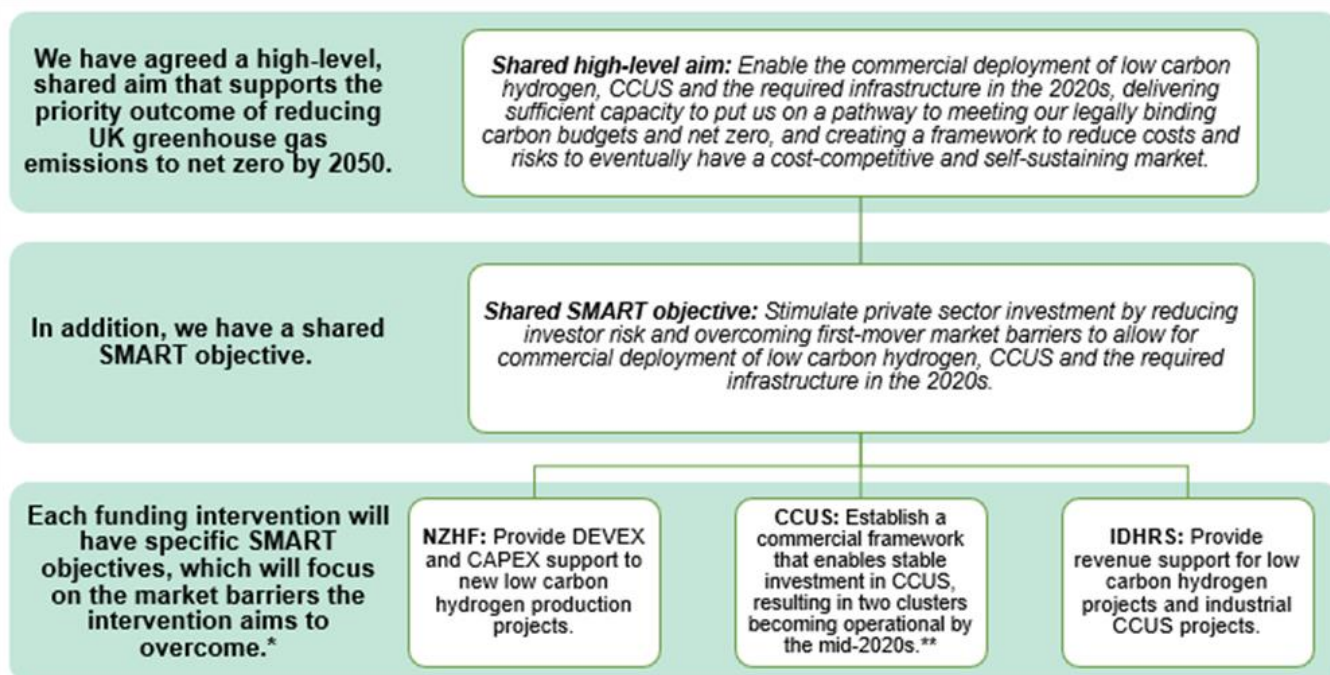 We have agreed a high-level,
shared aim that supports the
priority outcome of reducing
UK greenhouse gas
emissions to net zero by 2050.
Shared high-level aim: Enable the commercial deployment of low carbon
hydrogen, CCUS and the required infrastructure in the 2020s, delivering
sufficient capacity to put us on a pathway to meeting our legally binding
carbon budgets and net zero, and creating a framework to reduce costs and
risks to eventually have a cost-competitive and self-sustaining market.
In addition, we have a shared
SMART objective.
Shared SMART objective: Stimulate private sector investment by reducing
investor risk and overcoming first-mover market barriers to allow for
commercial deployment of low carbon hydrogen, CCUS and the required
infrastructure in the 2020s.
Each funding intervention will
have specific SMART
objectives, which will focus
on the market barriers the
intervention aims to
overcome.*
NZHF: Provide DEVEX
and CAPEX support to
new low carbon
hydrogen production
projects.
CCUS: Establish a
commercial framework
that enables stable
investment in CCUS,
resulting in two clusters
becoming operational by
the mid-2020s.**
IDHRS: Provide
revenue support for low
carbon hydrogen
projects and industrial
CCUS projects.